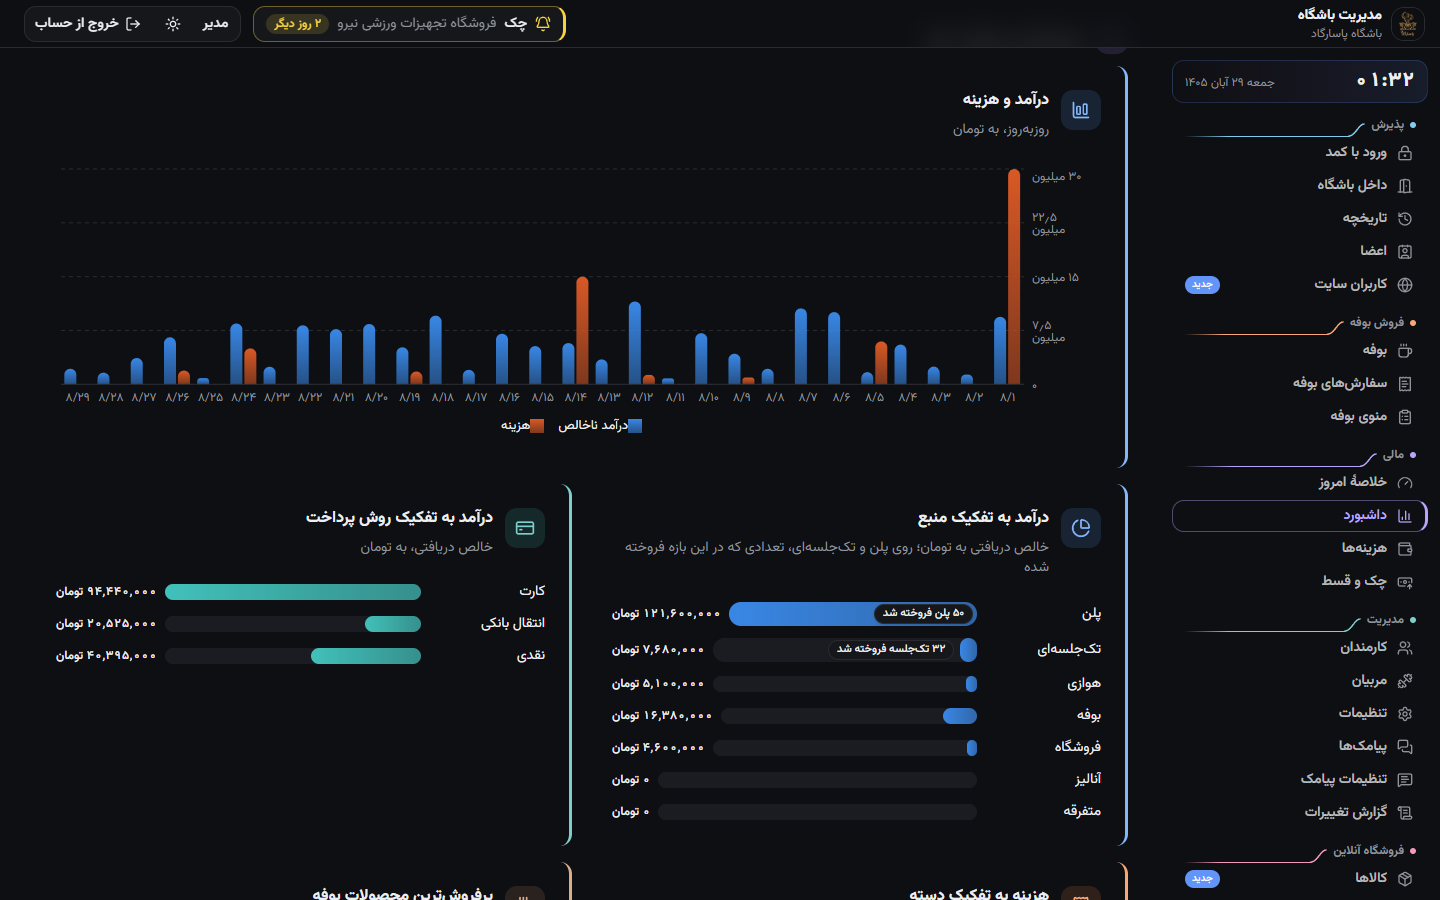 مدیریت باشگاه
باشگاه پاسارگاد
چک فروشگاه تجهیزات ورزشی نیرو ۲ روز دیگر
مدیر
خروج از حساب
۰۱:۳۲
جمعه ۲۹ آبان ۱۴۰۵
پذیرش
ورود با کمد
داخل باشگاه
تاریخچه
اعضا
کاربران سایت جدید
فروش بوفه
بوفه
سفارش‌های بوفه
منوی بوفه
مالی
خلاصهٔ امروز
داشبورد
هزینه‌ها
چک و قسط
مدیریت
کارمندان
مربیان
تنظیمات
پیامک‌ها
تنظیمات پیامک
گزارش تغییرات
فروشگاه آنلاین
کالاها جدید
درآمد و هزینه
روزبه‌روز، به تومان
۳۰ میلیون
۲۲٫۵
میلیون
۱۵ میلیون
۷٫۵
میلیون
۰
۸/۱ ۸/۲ ۸/۳ ۸/۴ ۸/۵ ۸/۶ ۸/۷ ۸/۸ ۸/۹ ۸/۱۰ ۸/۱۱ ۸/۱۲ ۸/۱۳ ۸/۱۴ ۸/۱۵ ۸/۱۶ ۸/۱۷ ۸/۱۸ ۸/۱۹ ۸/۲۰ ۸/۲۱ ۸/۲۲ ۸/۲۳ ۸/۲۴ ۸/۲۵ ۸/۲۶ ۸/۲۷ ۸/۲۸ ۸/۲۹
درآمد ناخالص هزینه
درآمد به تفکیک منبع
خالص دریافتی به تومان؛ روی پلن و تک‌جلسه‌ای، تعدادی که در این بازه فروخته
شده
پلن ۵۰ پلن فروخته شد ۱۲۱,۶۰۰,۰۰۰ تومان
تک‌جلسه‌ای ۳۲ تک‌جلسه فروخته شد ۷,۶۸۰,۰۰۰ تومان
هوازی ۵,۱۰۰,۰۰۰ تومان
بوفه ۱۶,۳۸۰,۰۰۰ تومان
فروشگاه ۴,۶۰۰,۰۰۰ تومان
آنالیز ۰ تومان
متفرقه ۰ تومان
درآمد به تفکیک روش پرداخت
خالص دریافتی، به تومان
کارت ۹۴,۴۴۰,۰۰۰ تومان
انتقال بانکی ۲۰,۵۲۵,۰۰۰ تومان
نقدی ۴۰,۳۹۵,۰۰۰ تومان
هزینه به تفکیک دسته
پرفروش‌ترین محصولات بوفه